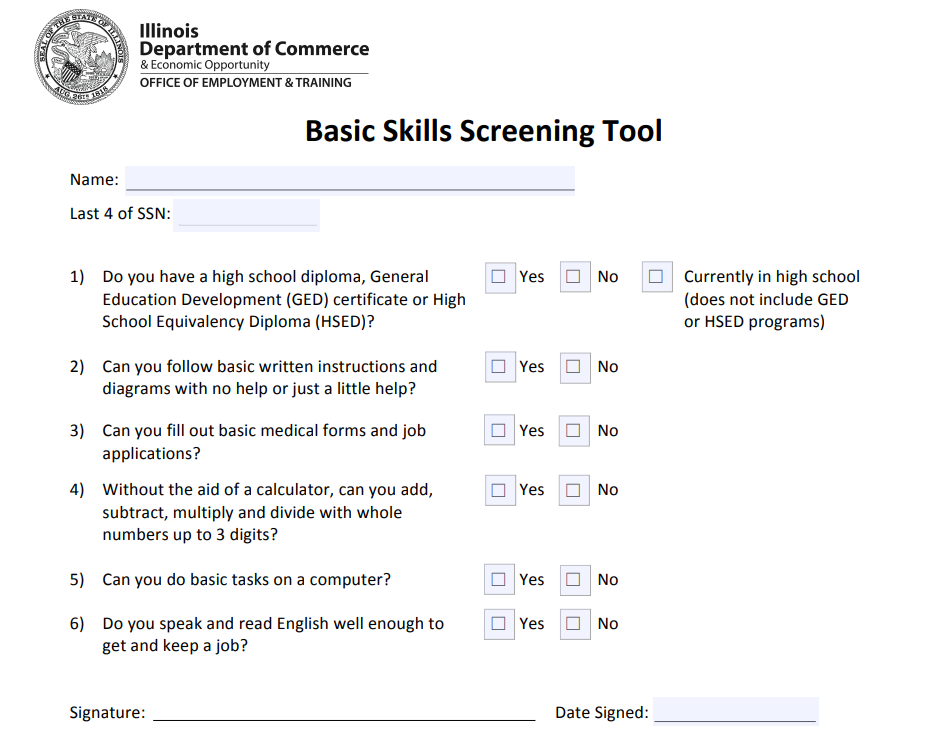 SEAL OF THE STATE OF ILLINOIS
AUG. 26TH 1818
Illinois
Department of Commerce
& Economic Opportunity
OFFICE OF EMPLOYMENT & TRAINING
Basic Skills Screening Tool
Name:
Last 4 of SSN:
1) Do you have a high school diploma, General Yes No Currently in high school
Education Development (GED) certificate or High (does not include GED
School Equivalency Diploma (HSED)? or HSED programs)
2) Can you follow basic written instructions and Yes No
diagrams with no help or just a little help?
3) Can you fill out basic medical forms and job Yes No
applications?
4) Without the aid of a calculator, can you add, Yes No
subtract, multiply and divide with whole
numbers up to 3 digits?
5) Can you do basic tasks on a computer? Yes No
6) Do you speak and read English well enough to Yes No
get and keep a job?
Signature: Date Signed: